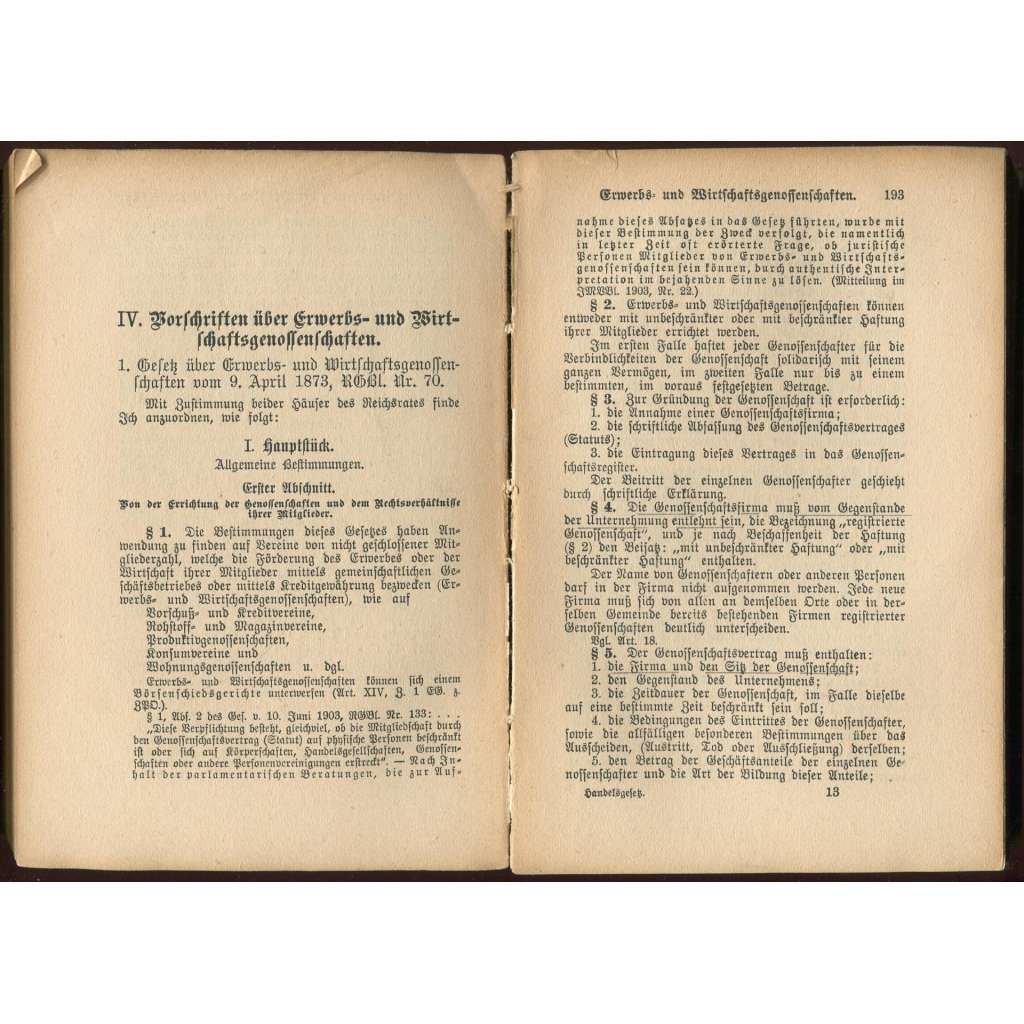 IV. Vorschriften über Erwerbs- und Wirt-
schaftsgenossenschaften.
1. Gesetz über Erwerbs- und Wirtschaftsgenossen-
schaften vom 9. April 1873, RGBl. Nr. 70.
Mit Zustimmung beider Häuser des Reichsrates finde
Ich anzuordnen, wie folgt:
I. Hauptstück.
Allgemeine Bestimmungen.
Erster Abschnitt.
Von der Errichtung der Genossenschaften und dem Rechtsverhältnisse
ihrer Mitglieder.
§ 1. Die Bestimmungen dieses Gesetzes haben An-
wendung zu finden auf Vereine von nicht geschlossener Mit-
gliederzahl, welche die Förderung des Erwerbes oder der
Wirtschaft ihrer Mitglieder mittels gemeinschaftlichen Ge-
schäftsbetriebes oder mittels Kreditgewährung bezwecken (Er-
werbs- und Wirtschaftsgenossenschaften), wie auf
Vorschuß- und Kreditvereine,
Rohstoff- und Magazinvereine,
Produktivgenossenschaften,
Konsumvereine und
Wohnungsgenossenschaften u. dgl.
Erwerbs- und Wirtschaftsgenossenschaften können sich einem
Börsenschiedsgerichte unterwerfen (Art. XIV, Z. 1 EG. z.
ZPO.).
§ 1, Abs. 2 des Ges. v. 10. Juni 1903, RGBl. Nr. 133: . . .
„Diese Verpflichtung besteht, gleichviel, ob die Mitgliedschaft durch
den Genossenschaftsvertrag (Statut) auf physische Personen beschränkt
ist oder sich auf Körperschaften, Handelsgesellschaften, Genossen-
schaften oder andere Personenvereinigungen erstreckt“. — Nach In-
halt der parlamentarischen Beratungen, die zur Auf-
Erwerbs- und Wirtschaftsgenossenschaften. 193
nahme dieses Absatzes in das Gesetz führten, wurde mit
dieser Bestimmung der Zweck verfolgt, die namentlich
in letzter Zeit oft erörterte Frage, ob juristische
Personen Mitglieder von Erwerbs- und Wirtschafts-
genossenschaften sein können, durch authentische Inter-
pretation im bejahenden Sinne zu lösen. (Mitteilung im
JMVBl. 1903, Nr. 22.)
§ 2. Erwerbs- und Wirtschaftsgenossenschaften können
entweder mit unbeschränkter oder mit beschränkter Haftung
ihrer Mitglieder errichtet werden.
Im ersten Falle haftet jeder Genossenschafter für die
Verbindlichkeiten der Genossenschaft solidarisch mit seinem
ganzen Vermögen, im zweiten Falle nur bis zu einem
bestimmten, im voraus festgesetzten Betrage.
§ 3. Zur Gründung der Genossenschaft ist erforderlich:
1. die Annahme einer Genossenschaftsfirma;
2. die schriftliche Abfassung des Genossenschaftsvertrages
(Statuts);
3. die Eintragung dieses Vertrages in das Genossen-
schaftsregister.
Der Beitritt der einzelnen Genossenschafter geschieht
durch schriftliche Erklärung.
§ 4. Die Genossenschaftsfirma muß vom Gegenstande
der Unternehmung entlehnt sein, die Bezeichnung „registrierte
Genossenschaft“, und je nach Beschaffenheit der Haftung
(§ 2) den Beisatz: „mit unbeschränkter Haftung“ oder „mit
beschränkter Haftung“ enthalten.
Der Name von Genossenschaftern oder anderen Personen
darf in der Firma nicht aufgenommen werden. Jede neue
Firma muß sich von allen an demselben Orte oder in der-
selben Gemeinde bereits bestehenden Firmen registrierter
Genossenschaften deutlich unterscheiden.
Vgl. Art. 18.
§ 5. Der Genossenschaftsvertrag muß enthalten:
1. die Firma und den Sitz der Genossenschaft;
2. den Gegenstand des Unternehmens;
3. die Zeitdauer der Genossenschaft, im Falle dieselbe
auf eine bestimmte Zeit beschränkt sein soll;
4. die Bedingungen des Eintrittes der Genossenschafter,
sowie die allfälligen besonderen Bestimmungen über das
Ausscheiden, (Austritt, Tod oder Ausschließung) derselben;
5. den Betrag der Geschäftsanteile der einzelnen Ge-
nossenschafter und die Art der Bildung dieser Anteile;
Handelsgesetz. 13